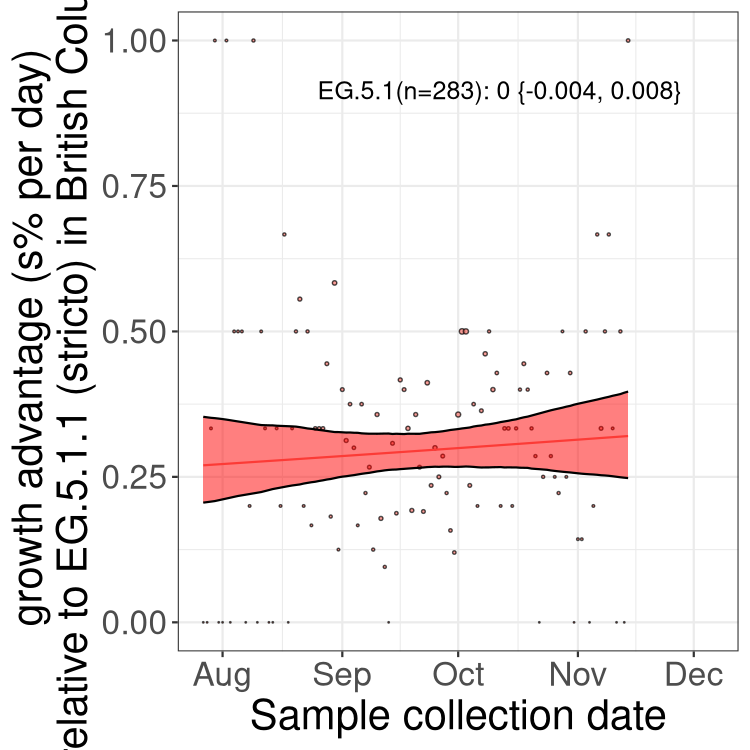 growth advantage (s% per day)
relative to EG.5.1.1 (stricto) in British Colu
1.00
0.75
0.50
0.25
0.00
EG.5.1(n=283): 0 {-0.004, 0.008}
Aug Sep Oct Nov Dec
Sample collection date